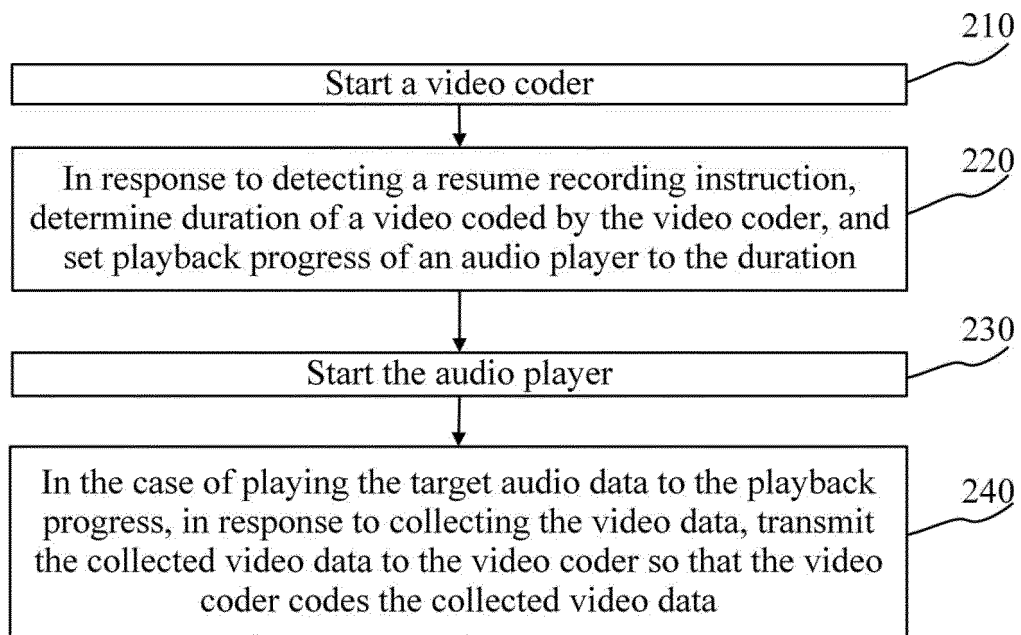 210
Start a video coder
220
In response to detecting a resume recording instruction,
determine duration of a video coded by the video coder, and
set playback progress of an audio player to the duration
230
Start the audio player
240
In the case of playing the target audio data to the playback
progress, in response to collecting the video data, transmit
the collected video data to the video coder so that the video
coder codes the collected video data